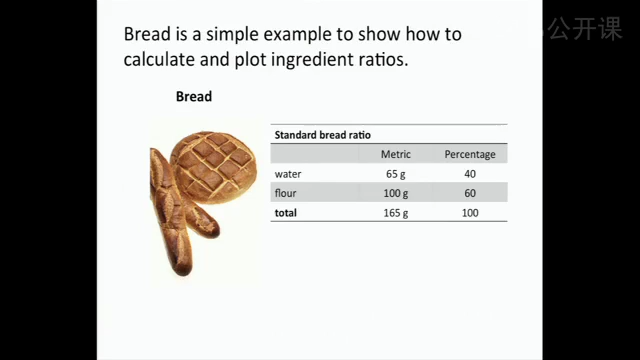 公开课
Bread is a simple example to show how to
calculate and plot ingredient ratios.
Bread
Standard bread ratio
Metric Percentage
water 65 g 40
flour 100 g 60
total 165 g 100